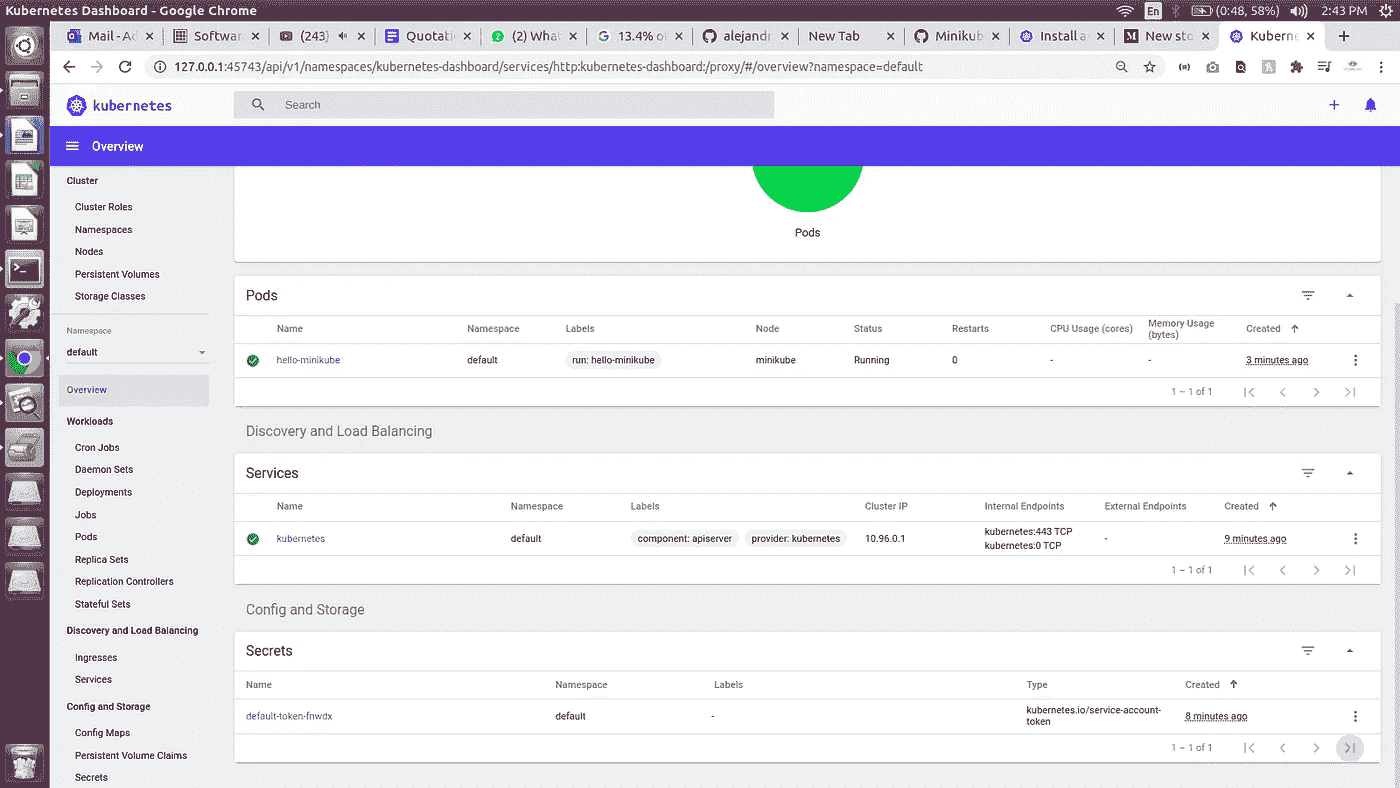 Kubernetes Dashboard - Google Chrome
En (0:48, 58%) 2:43 PM
Mail - Ad
Softwar
(243)
Quotati
(2) What
13.4% o
alejandr
New Tab
Minikub
Install a
New sto
Kuberne
127.0.0.1:45743/api/v1/namespaces/kubernetes-dashboard/services/http:kubernetes-dashboard:/proxy/#/overview?namespace=default
kubernetes
Search
Overview
Cluster
Cluster Roles
Namespaces
Nodes
Persistent Volumes
Storage Classes
Namespace
default
Overview
Workloads
Cron Jobs
Daemon Sets
Deployments
Jobs
Pods
Replica Sets
Replication Controllers
Stateful Sets
Discovery and Load Balancing
Ingresses
Services
Config and Storage
Config Maps
Persistent Volume Claims
Secrets
Pods
Pods
Name Namespace Labels Node Status Restarts CPU Usage (cores) Memory Usage (bytes) Created
hello-minikube default run: hello-minikube minikube Running 0 - - 3 minutes ago
1 – 1 of 1
Discovery and Load Balancing
Services
Name Namespace Labels Cluster IP Internal Endpoints External Endpoints Created
kubernetes default component: apiserver provider: kubernetes 10.96.0.1 kubernetes:443 TCP - 9 minutes ago
kubernetes:0 TCP
1 – 1 of 1
Config and Storage
Secrets
Name Namespace Labels Type Created
default-token-fnwdx default - kubernetes.io/service-account-token 8 minutes ago
1 – 1 of 1